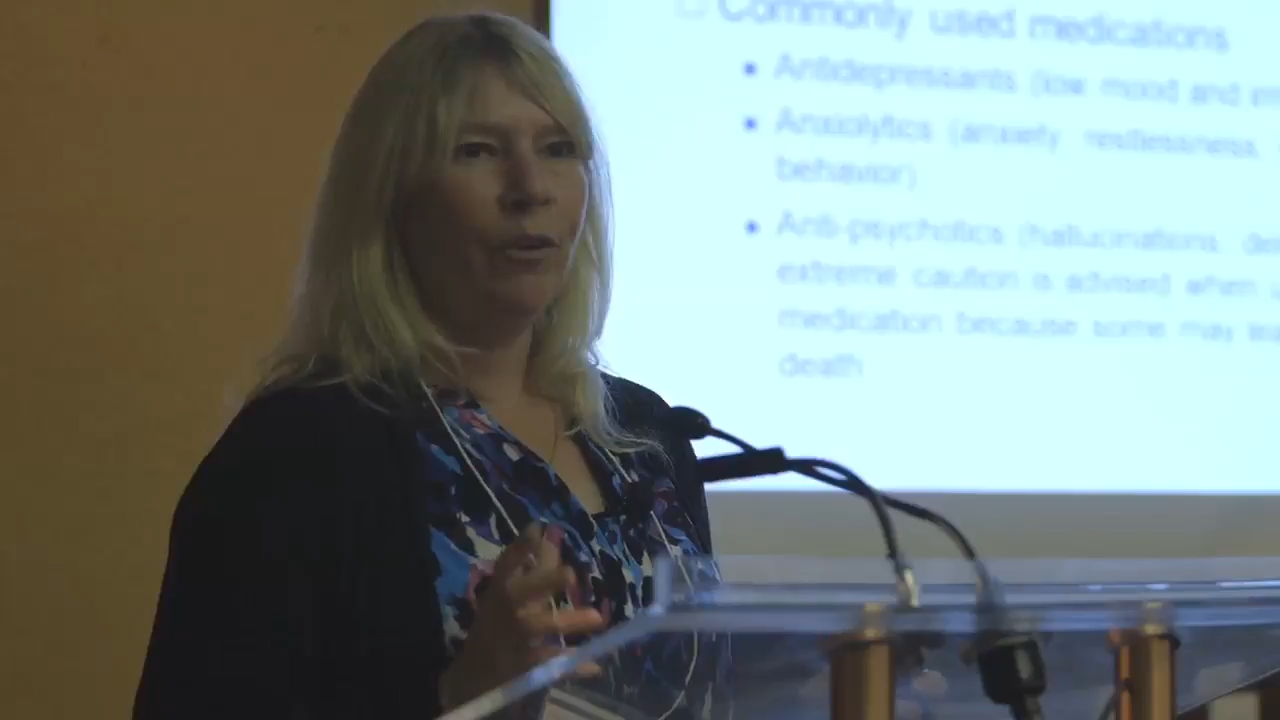 Commonly used medications
Antidepressants (low mood and
Anxiolytics (anxiety restlessness
behavior)
Anti-psychotics (hallucinations
extreme caution is advised when
medication because some may
death